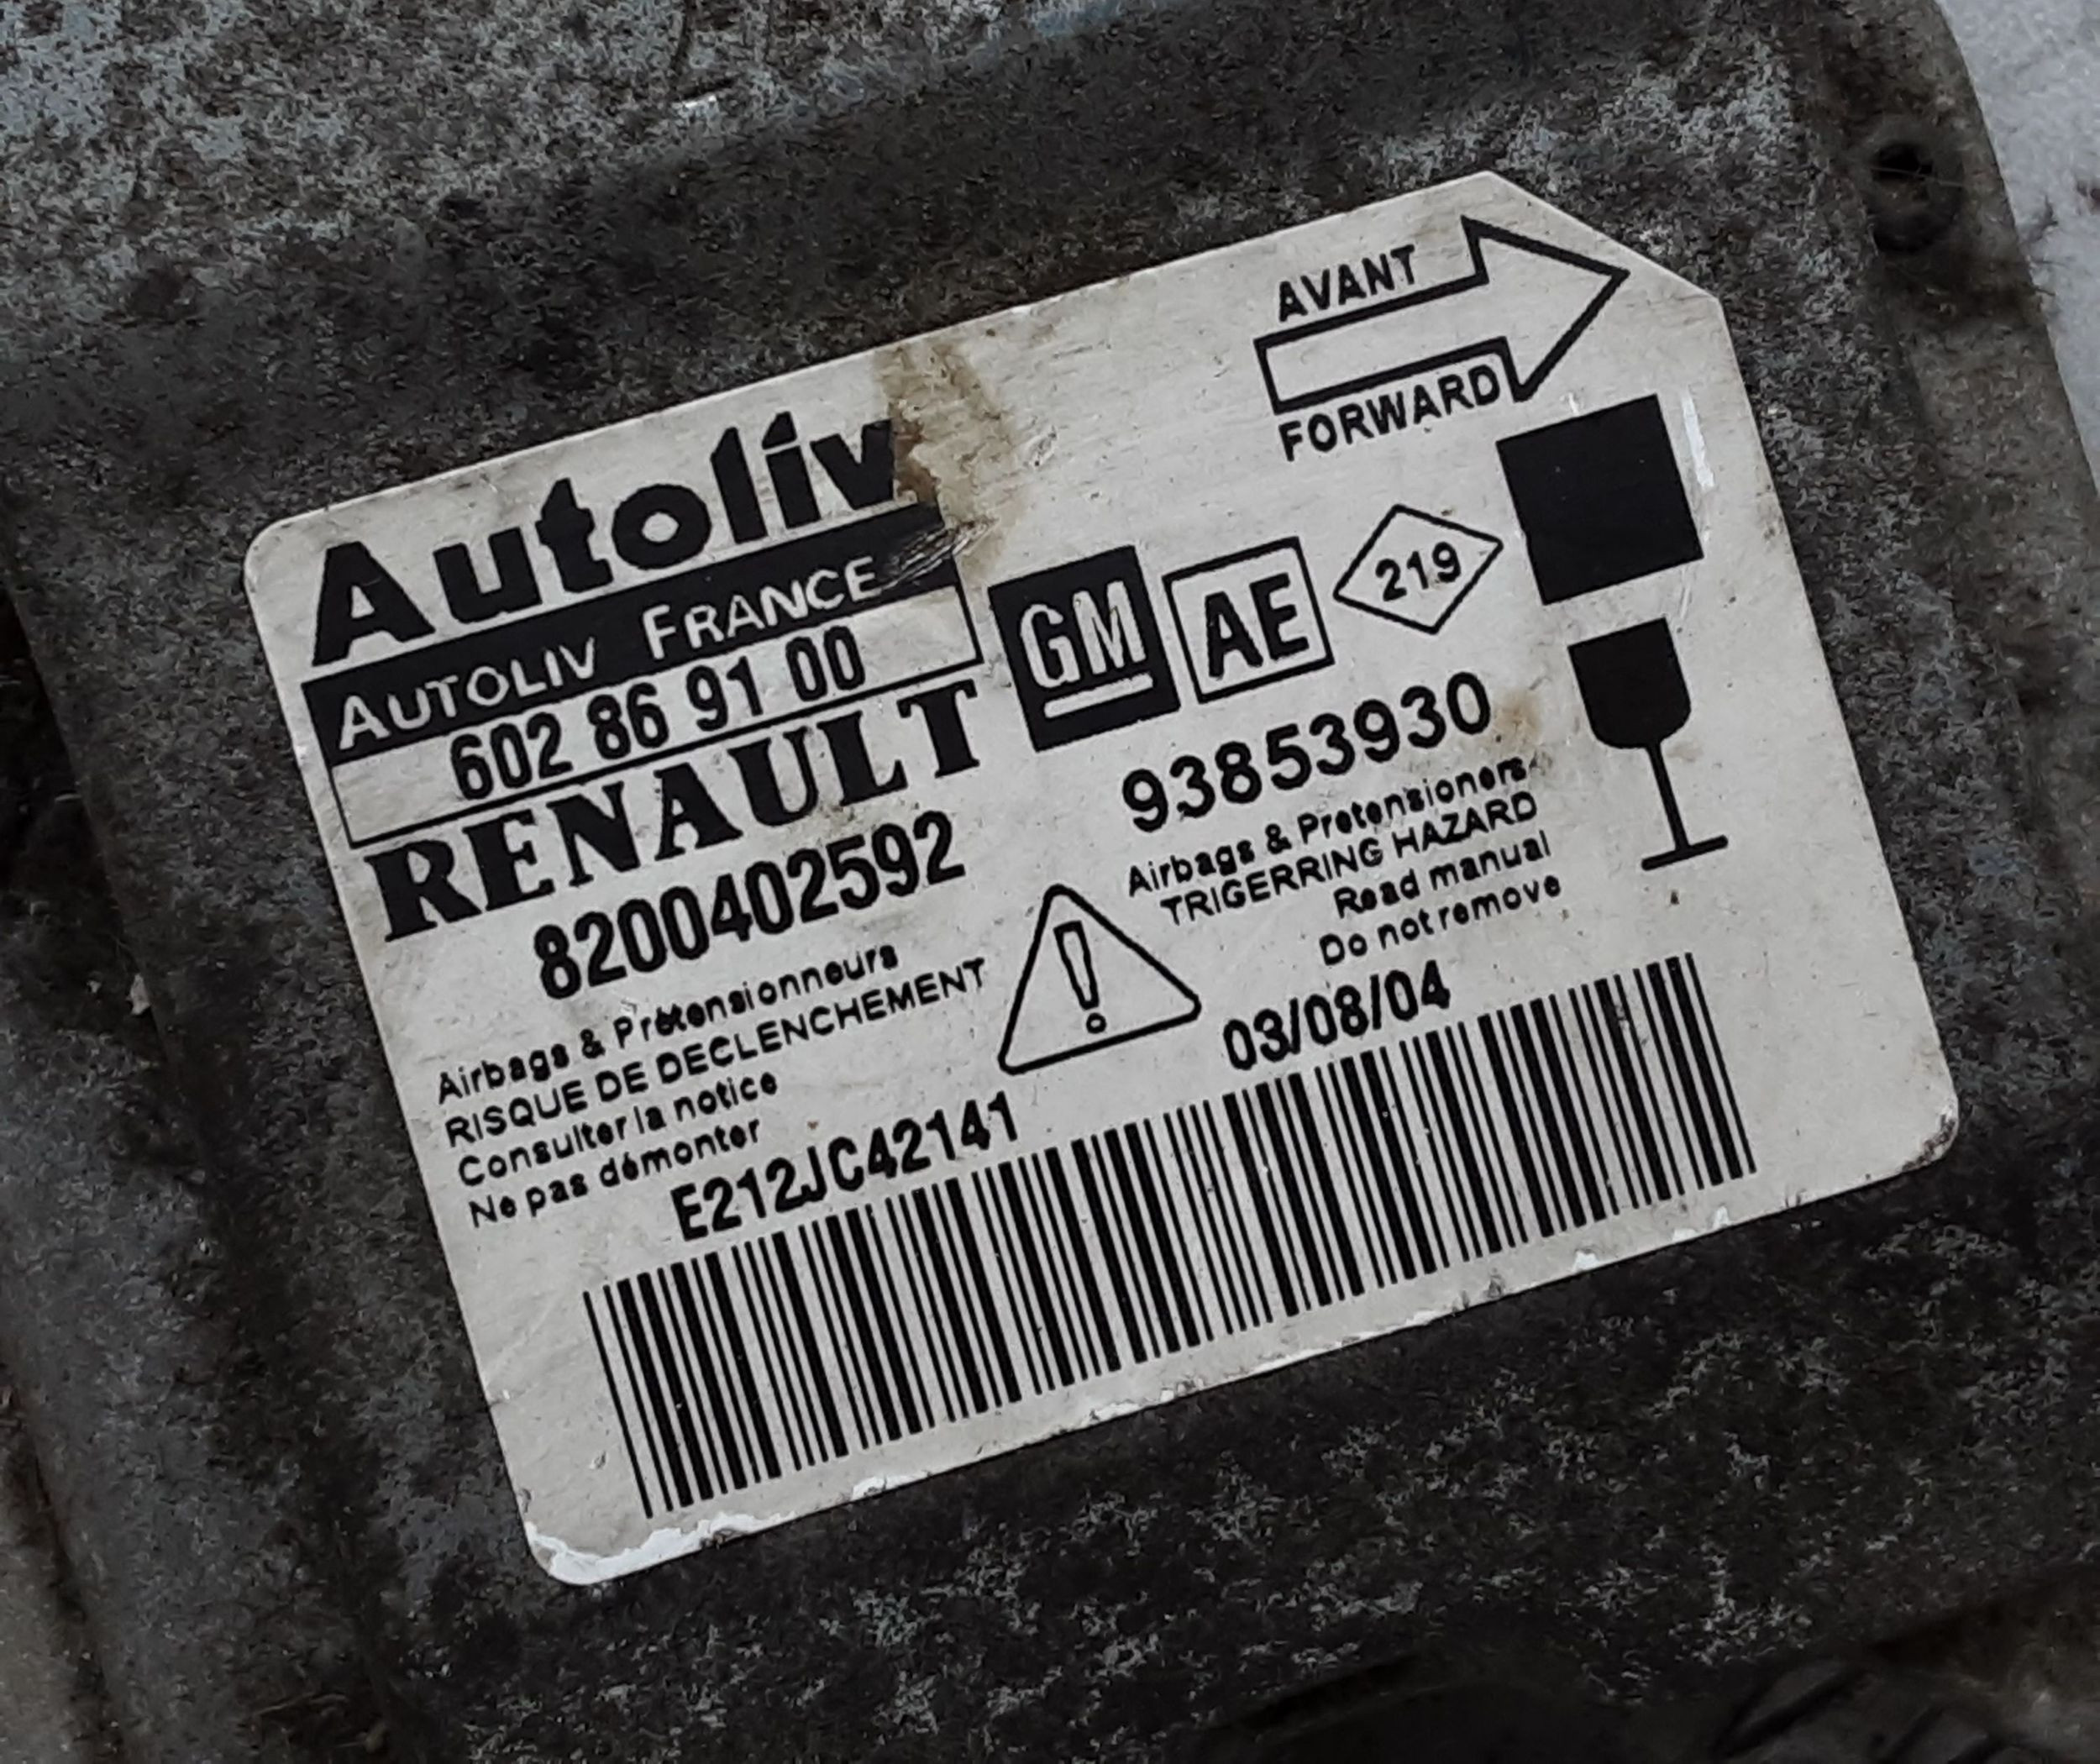 AVANT
FORWARD
Autoliv
AUTOLIV FRANCE
602 86 91 00
GM
AE
219
RENAULT
8200402592
93853930
Airbags & Prétensionneurs
RISQUE DE DECLENCHEMENT
Consulter la notice
Ne pas démonter
Airbags & Pretensioners
TRIGERRING HAZARD
Read manual
Do not remove
E212JC42141
03/08/04